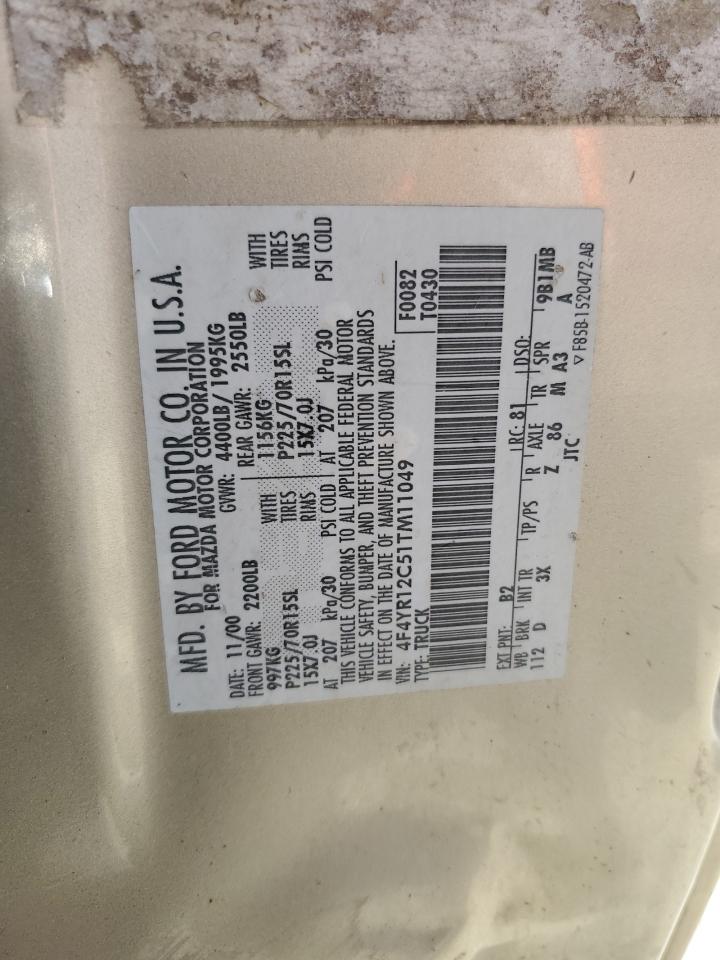 MFD. BY FORD MOTOR CO. IN U.S.A.
FOR MAZDA MOTOR CORPORATION
DATE: 11/00 GVWR: 4400LB/ 1995KG
FRONT GAWR: 2200LB REAR GAWR: 2550LB
997KG WITH 1156KG WITH
P225/70R15SL TIRES P225/70R15SL TIRES
15X7.0J RIMS 15X7.0J RIMS
AT 207 kPa/30 PSI COLD AT 207 kPa/30 PSI COLD
THIS VEHICLE CONFORMS TO ALL APPLICABLE FEDERAL MOTOR
VEHICLE SAFETY, BUMPER, AND THEFT PREVENTION STANDARDS
IN EFFECT ON THE DATE OF MANUFACTURE SHOWN ABOVE.
VIN: 4F4YR12C51TM11049 F0082
TYPE: TRUCK T0430
EXT PNT: B2 RC: 81 DSO:
WB BRK INT TR TP/PS R AXLE TR SPR 9B1MB
112 D 3X Z 86 M A3 A
JTC ▽F85B-1520472-AB